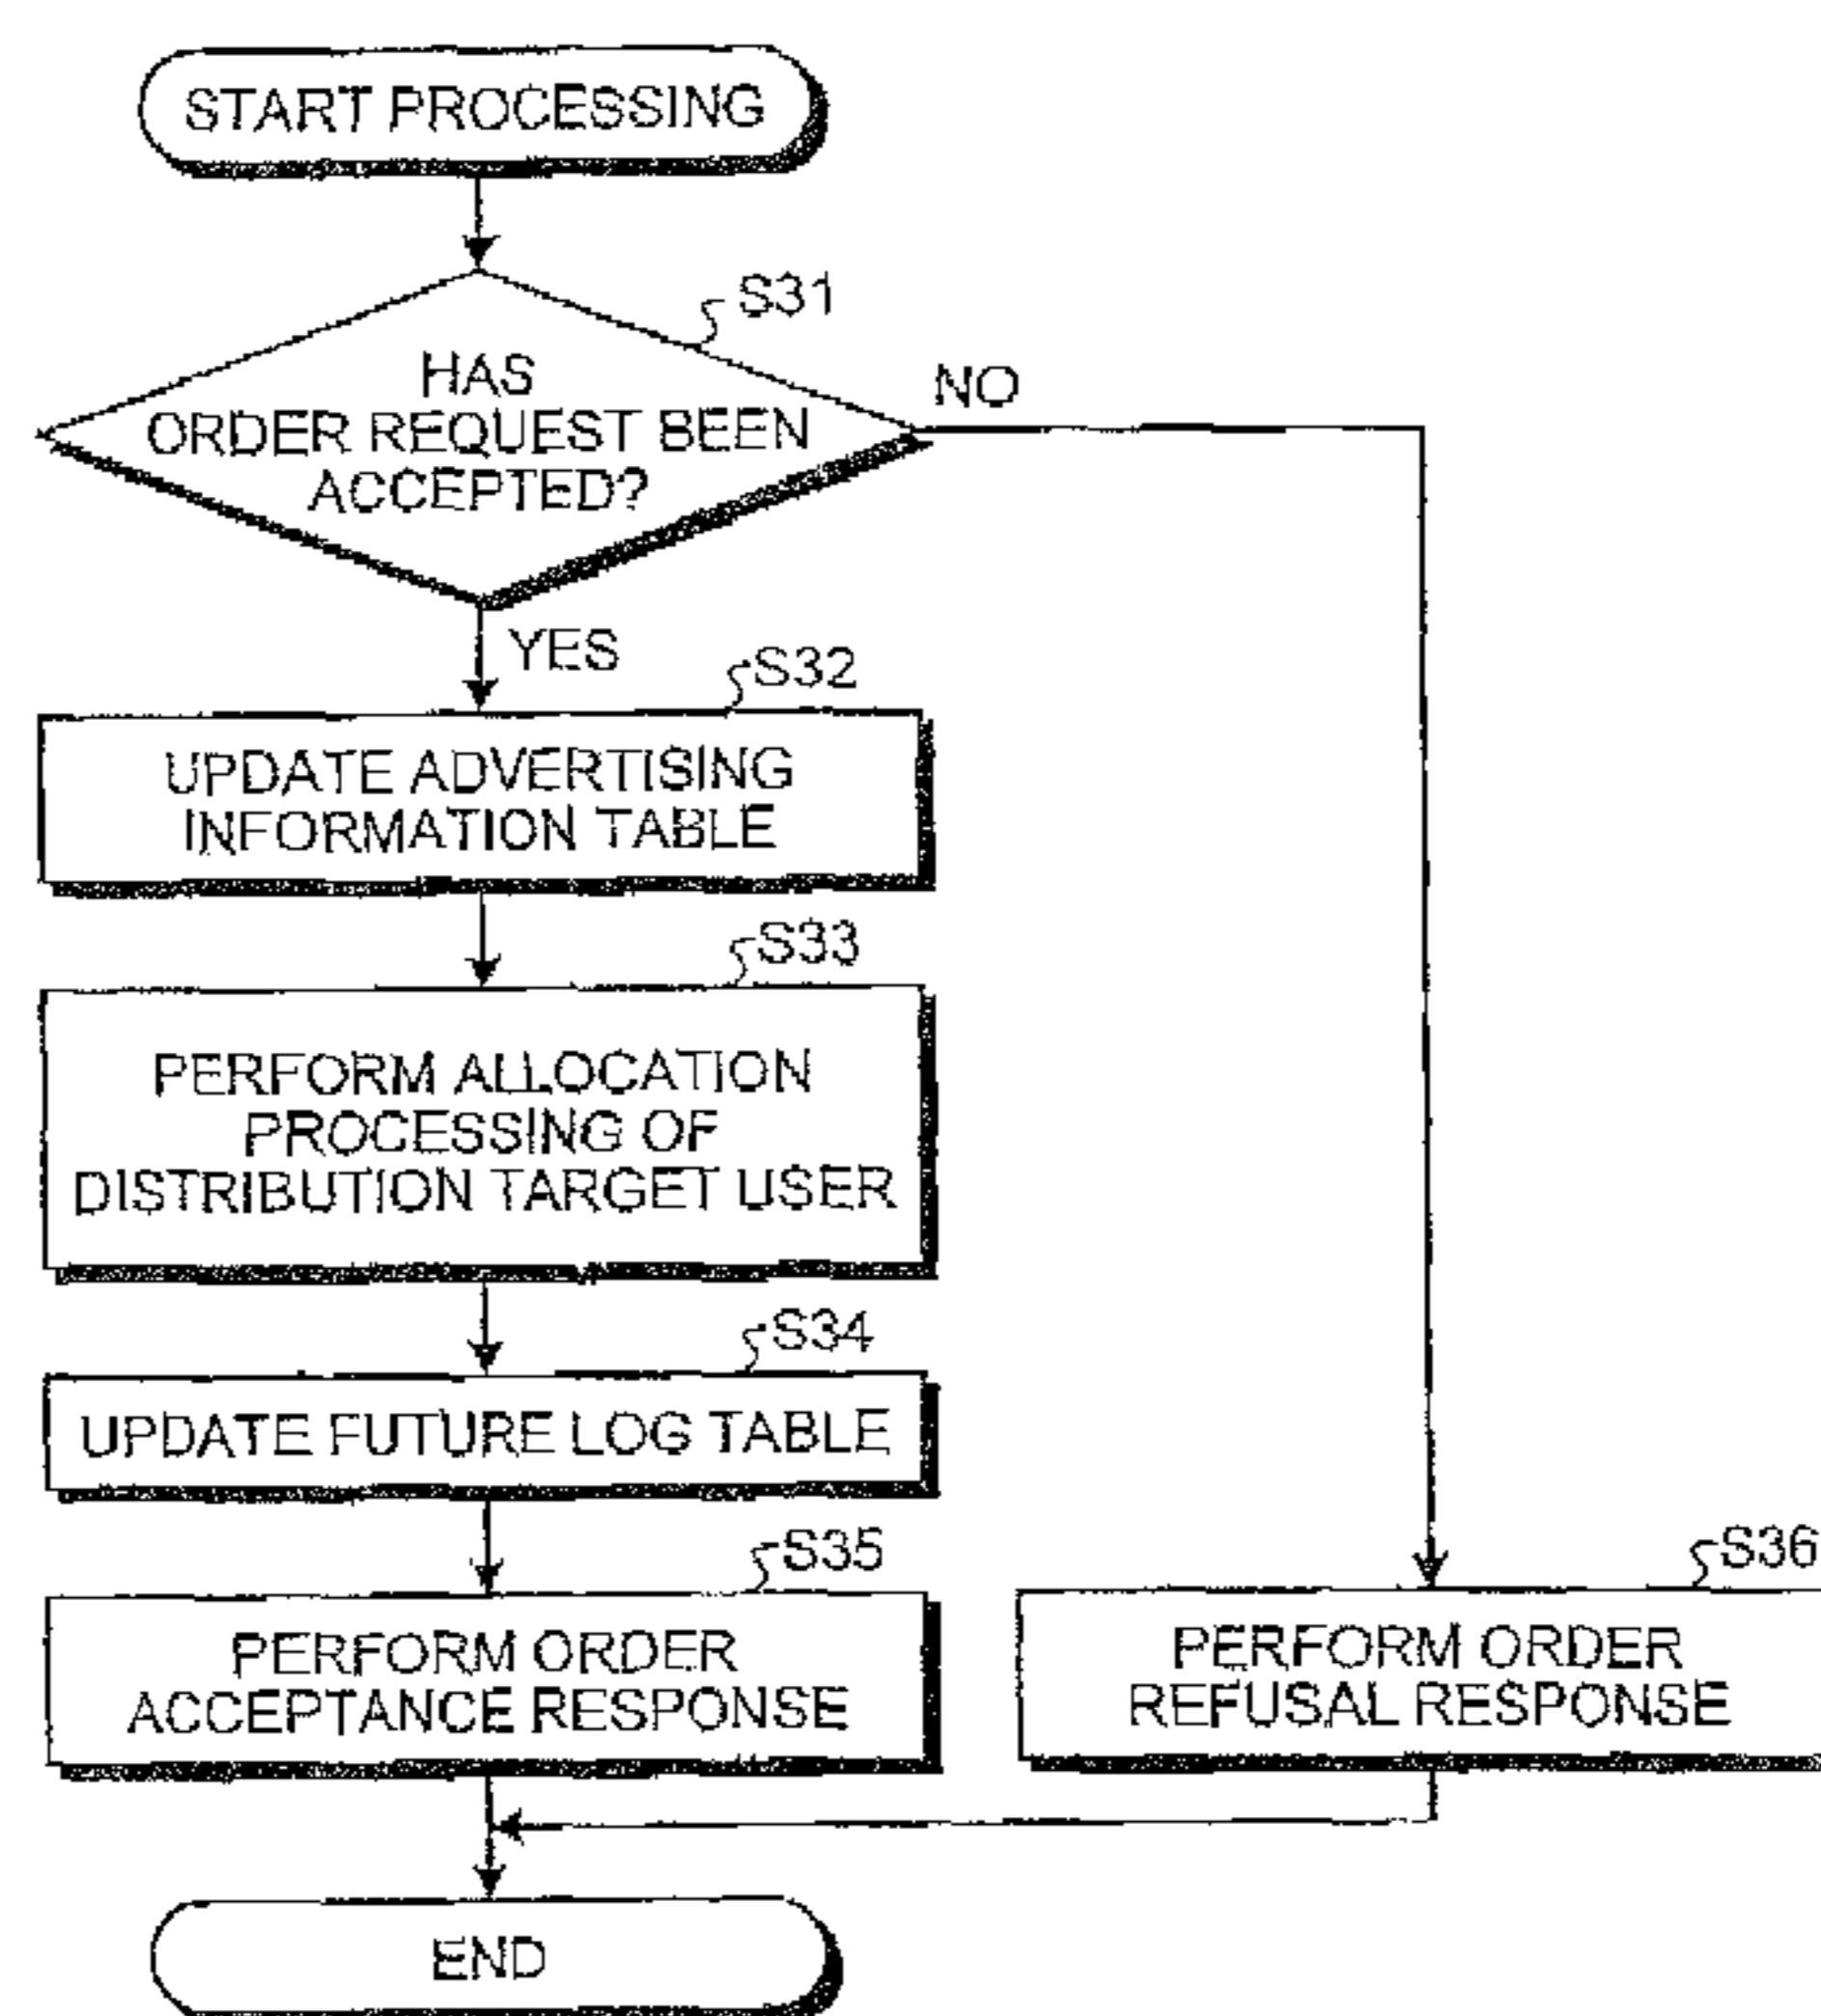 START PROCESSING
S31
HAS
ORDER REQUEST BEEN
ACCEPTED?
NO
YES
S32
UPDATE ADVERTISING
INFORMATION TABLE
S33
PERFORM ALLOCATION
PROCESSING OF
DISTRIBUTION TARGET USER
S34
UPDATE FUTURE LOG TABLE
S35
PERFORM ORDER
ACCEPTANCE RESPONSE
S36
PERFORM ORDER
REFUSAL RESPONSE
END